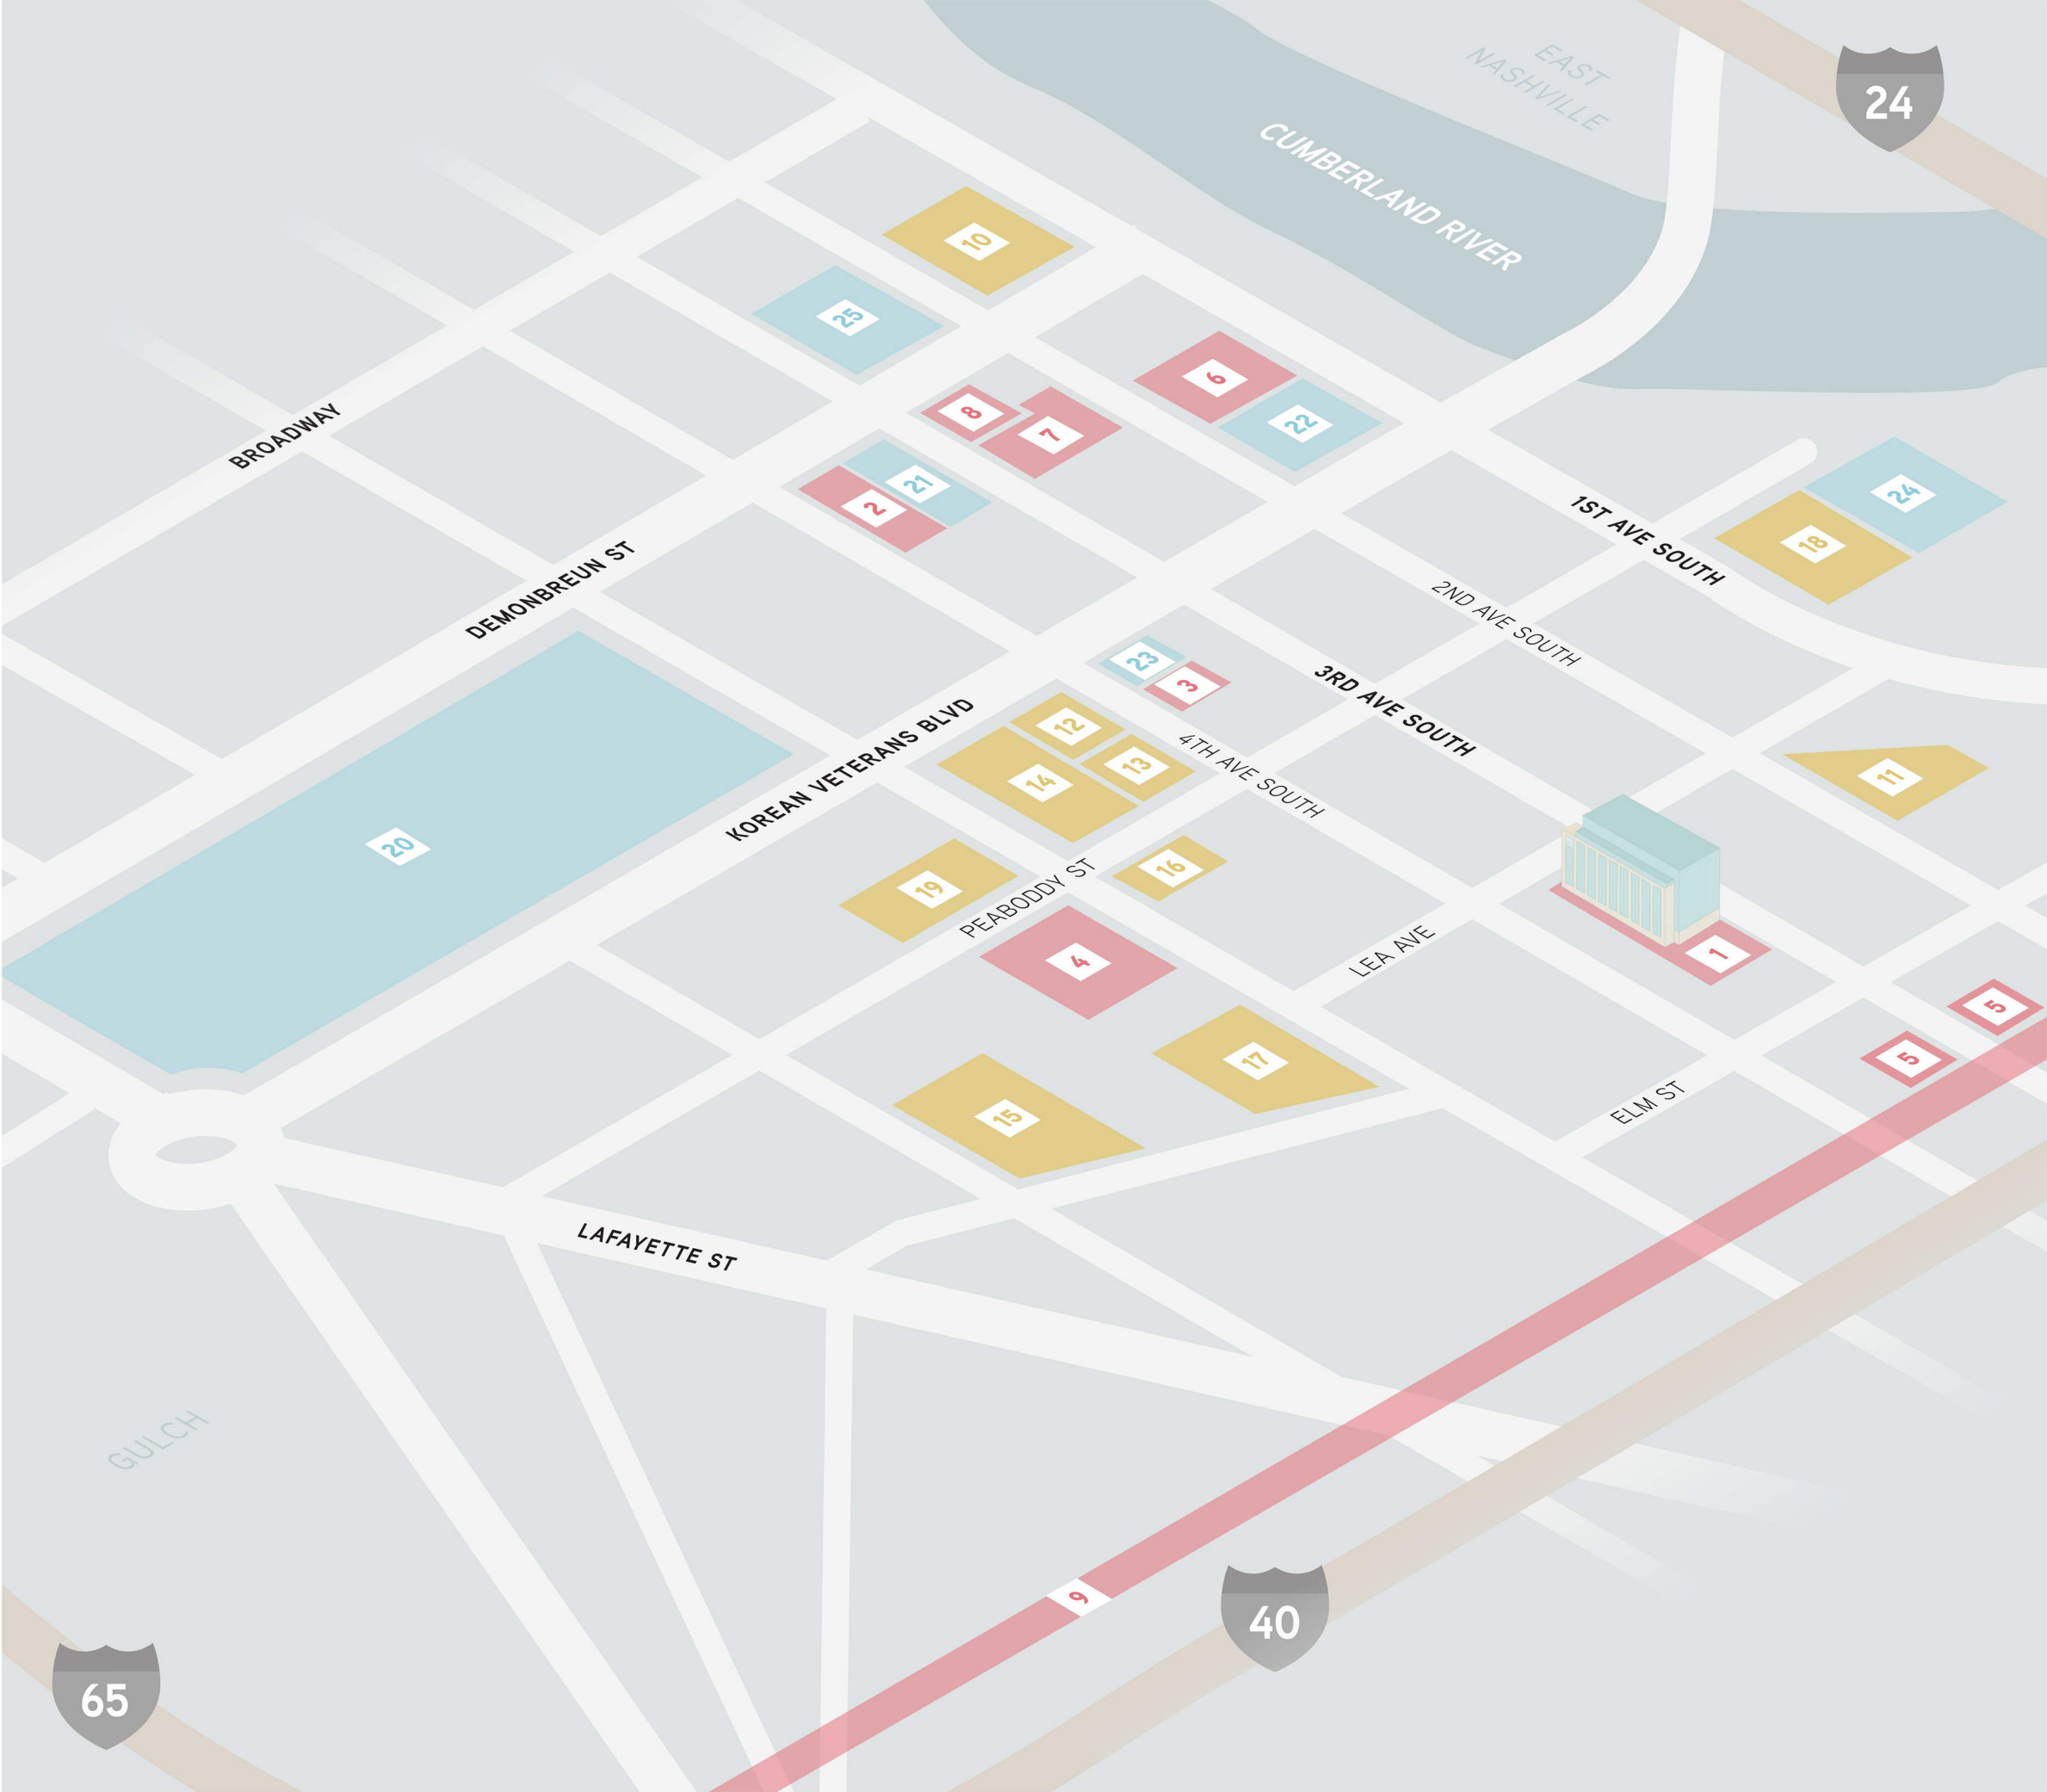 EAST
NASHVILLE
24
CUMBERLAND RIVER
10
25
6
22
8
7
21
2
BROADWAY
24
18
1ST AVE SOUTH
2ND AVE SOUTH
DEMONBREUN ST
23
3
3RD AVE SOUTH
KOREAN VETERANS BLVD
12
13
14
4TH AVE SOUTH
11
20
19
16
PEABODDY ST
4
LEA AVE
1
5
5
17
15
ELM ST
LAFAYETTE ST
GULCH
9
40
65